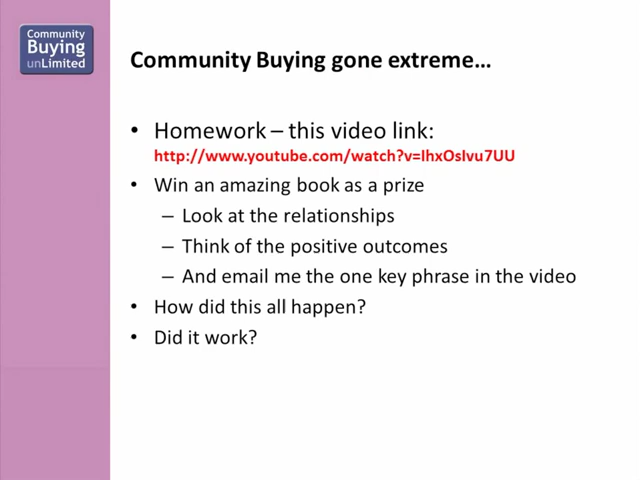 Community
Buying
unLimited
Community Buying gone extreme…
• Homework – this video link:
http://www.youtube.com/watch?v=IhxOsIvu7UU
• Win an amazing book as a prize
– Look at the relationships
– Think of the positive outcomes
– And email me the one key phrase in the video
• How did this all happen?
• Did it work?